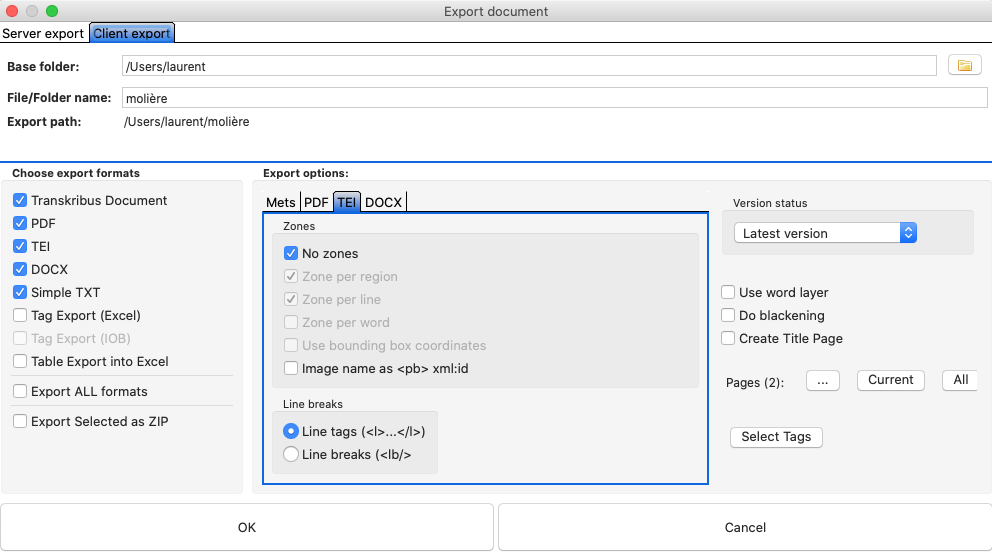 Export document
Server export Client export
Base folder: /Users/laurent
File/Folder name: molière
Export path: /Users/laurent/molière
Choose export formats
Transkribus Document
PDF
TEI
DOCX
Simple TXT
Tag Export (Excel)
Tag Export (IOB)
Table Export into Excel
Export ALL formats
Export Selected as ZIP
Export options:
Mets PDF TEI DOCX
Zones
No zones
Zone per region
Zone per line
Zone per word
Use bounding box coordinates
Image name as <pb> xml:id
Line breaks
Line tags (<l>...</l>)
Line breaks (<lb/>
Version status
Latest version
Use word layer
Do blackening
Create Title Page
Pages (2): ... Current All
Select Tags
OK Cancel